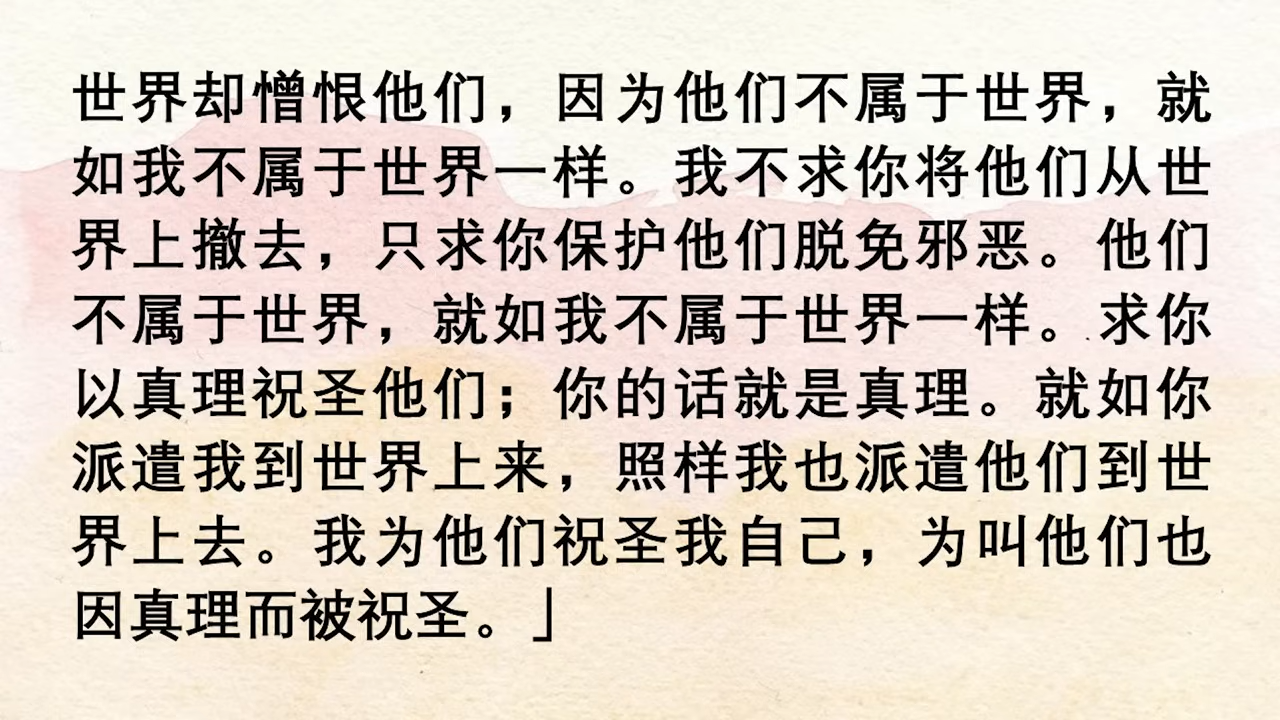 世界却憎恨他们，因为他们不属于世界，就
如我不属于世界一样。我不求你将他们从世
界上撤去，只求你保护他们脱免邪恶。他们
不属于世界，就如我不属于世界一样。求你
以真理祝圣他们；你的话就是真理。就如你
派遣我到世界上来，照样我也派遣他们到世
界上去。我为他们祝圣我自己，为叫他们也
因真理而被祝圣。」